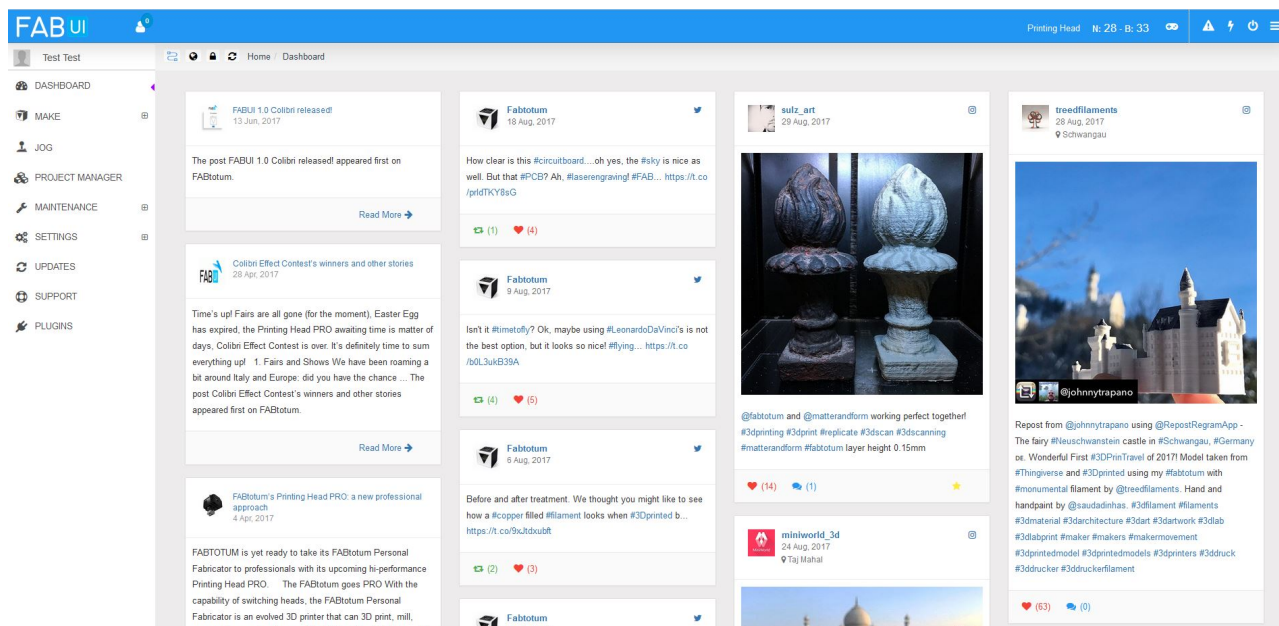 FAB UI
0
Printing Head N: 28 - B: 33
Test Test
Home / Dashboard
DASHBOARD
MAKE
JOG
PROJECT MANAGER
MAINTENANCE
SETTINGS
UPDATES
SUPPORT
PLUGINS
FABUI 1.0 Colibri released!
13 Jun, 2017
The post FABUI 1.0 Colibri released! appeared first on
FABtotum.
Read More
FAB UI
Colibri Effect Contest's winners and other stories
28 Apr, 2017
Time's up! Fairs are all gone (for the moment), Easter Egg
has expired, the Printing Head PRO awaiting time is matter of
days, Colibri Effect Contest is over. It's definitely time to sum
everything up!   1. Fairs and Shows We have been roaming a
bit around Italy and Europe: did you have the chance ... The
post Colibri Effect Contest's winners and other stories
appeared first on FABtotum.
Read More
FABtotum's Printing Head PRO: a new professional
approach
4 Apr, 2017
FABTOTUM is yet ready to take its FABtotum Personal
Fabricator to professionals with its upcoming hi-performance
Printing Head PRO.     The FABtotum goes PRO With the
capability of switching heads, the FABtotum Personal
Fabricator is an evolved 3D printer that can 3D print, mill,
Fabtotum
18 Aug, 2017
How clear is this #circuitboard....oh yes, the #sky is nice as
well. But that #PCB? Ah, #laserengraving! #FAB... https://t.co
/prldTKY8sG
(1) (4)
Fabtotum
9 Aug, 2017
Isn't it #timetofly? Ok, maybe using #LeonardoDaVinci's is not
the best option, but it looks so nice! #flying... https://t.co
/b0L3ukB39A
(4) (5)
Fabtotum
6 Aug, 2017
Before and after treatment. We thought you might like to see
how a #copper filled #filament looks when #3Dprinted b...
https://t.co/9xJtdxubft
(2) (3)
Fabtotum
sulz_art
29 Aug, 2017
@fabtotum and @matterandform working perfect together!
#3dprinting #3dprint #replicate #3dscan #3dscanning
#matterandform #fabtotum layer height 0.15mm
(14) (1)
miniworld_3d
24 Aug, 2017
Taj Mahal
treedfilaments
28 Aug, 2017
Schwangau
@johnnytrapano
Repost from @johnnytrapano using @RepostRegramApp -
The fairy #Neuschwanstein castle in #Schwangau, #Germany
Wonderful First #3DPrinTravel of 2017! Model taken from
#Thingiverse and #3Dprinted using my #fabtotum with
#monumental filament by @treedfilaments. Hand and
handpaint by @saudadinhas. #3dfilament #filaments
#3dmaterial #3darchitecture #3dart #3dartwork #3dlab
#3dlabprint #maker #makers #makermovement
#3dprintedmodel #3dprintedmodels #3dprinters #3ddruck
#3ddrucker #3ddruckerfilament
(63) (0)